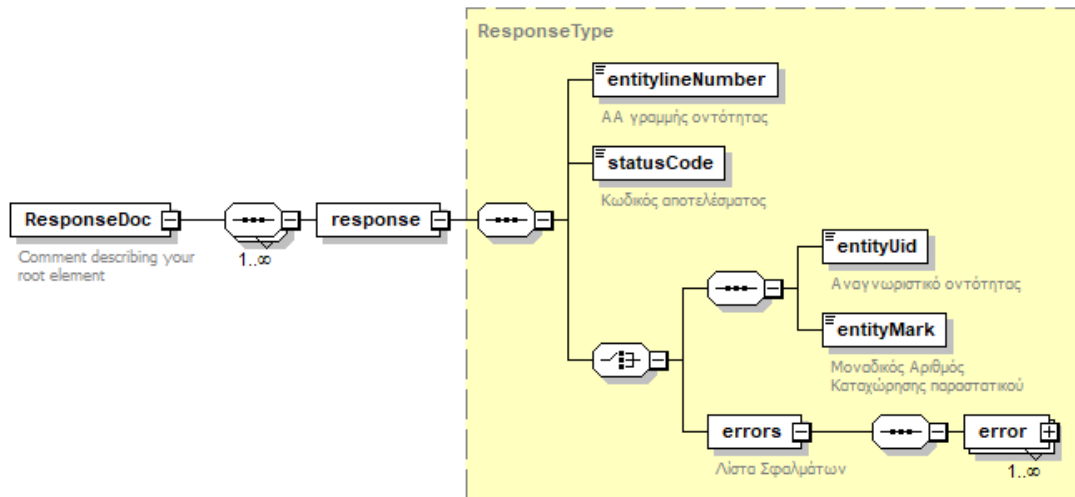 ResponseType
entitylineNumber
ΑΑ γραμμής οντότητας
statusCode
Κωδικός αποτελέσματος
ResponseDoc
Comment describing your
root element
1..∞
response
entityUid
Αναγνωριστικό οντότητας
entityMark
Μοναδικός Αριθμός
Καταχώρησης παραστατικού
errors
Λίστα Σφαλμάτων
error
1..∞